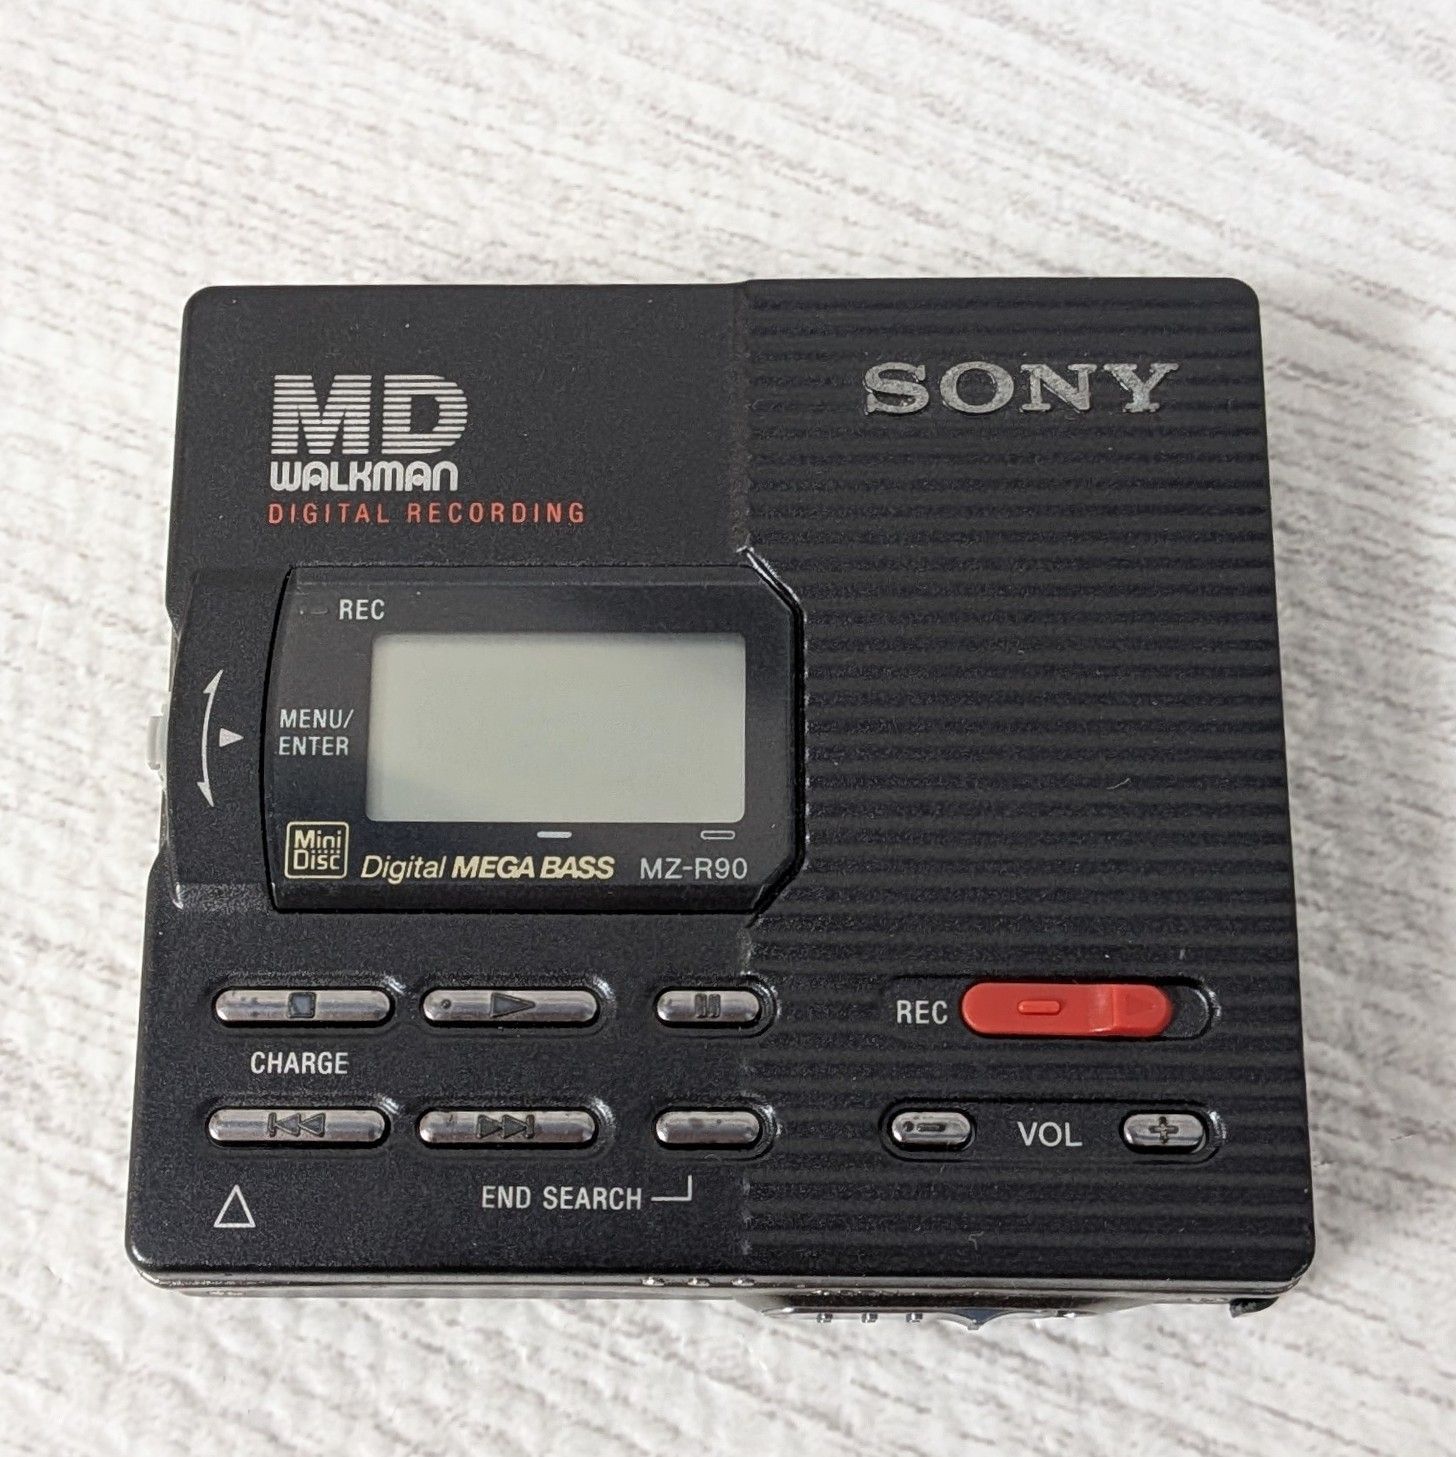 MD
WALKMAN
DIGITAL RECORDING
SONY
REC
MENU/
ENTER
Mini
Disc
Digital MEGA BASS
MZ-R90
REC
CHARGE
VOL
END SEARCH